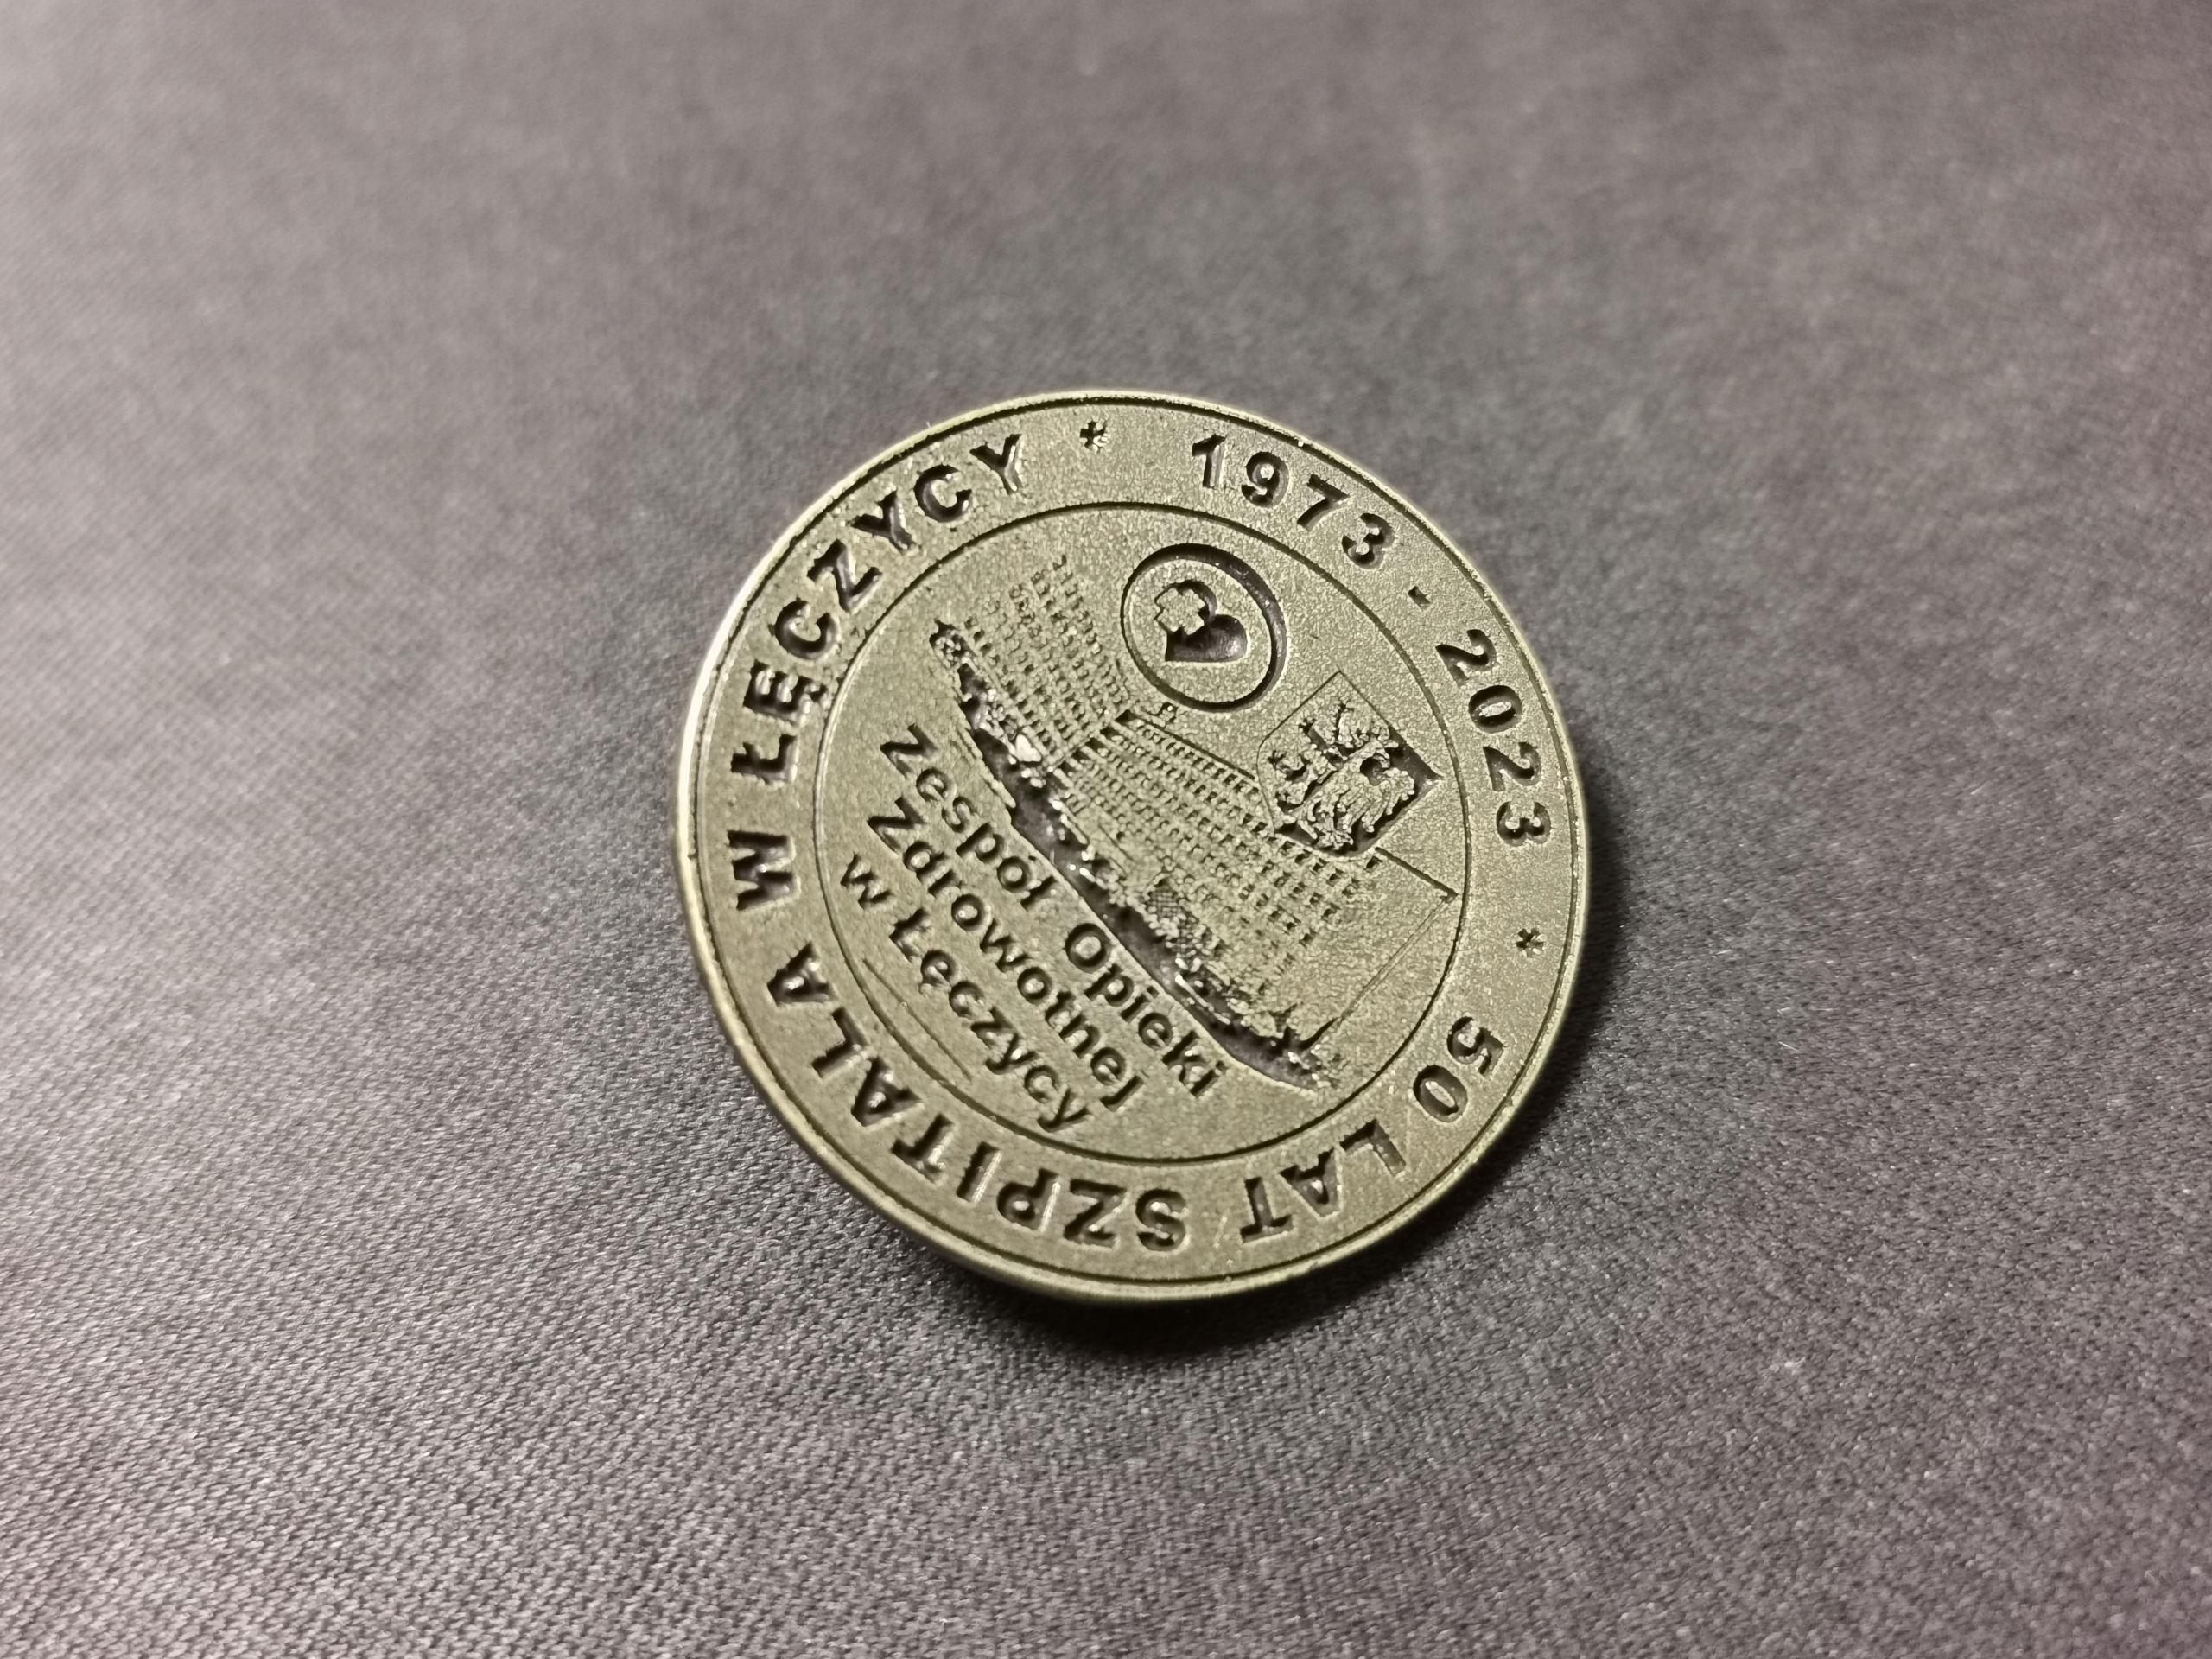 50 LAT SZPITALA W ŁĘCZYCY * 1973 - 2023 *
Zespół Opieki
Zdrowotnej
w Łęczycy